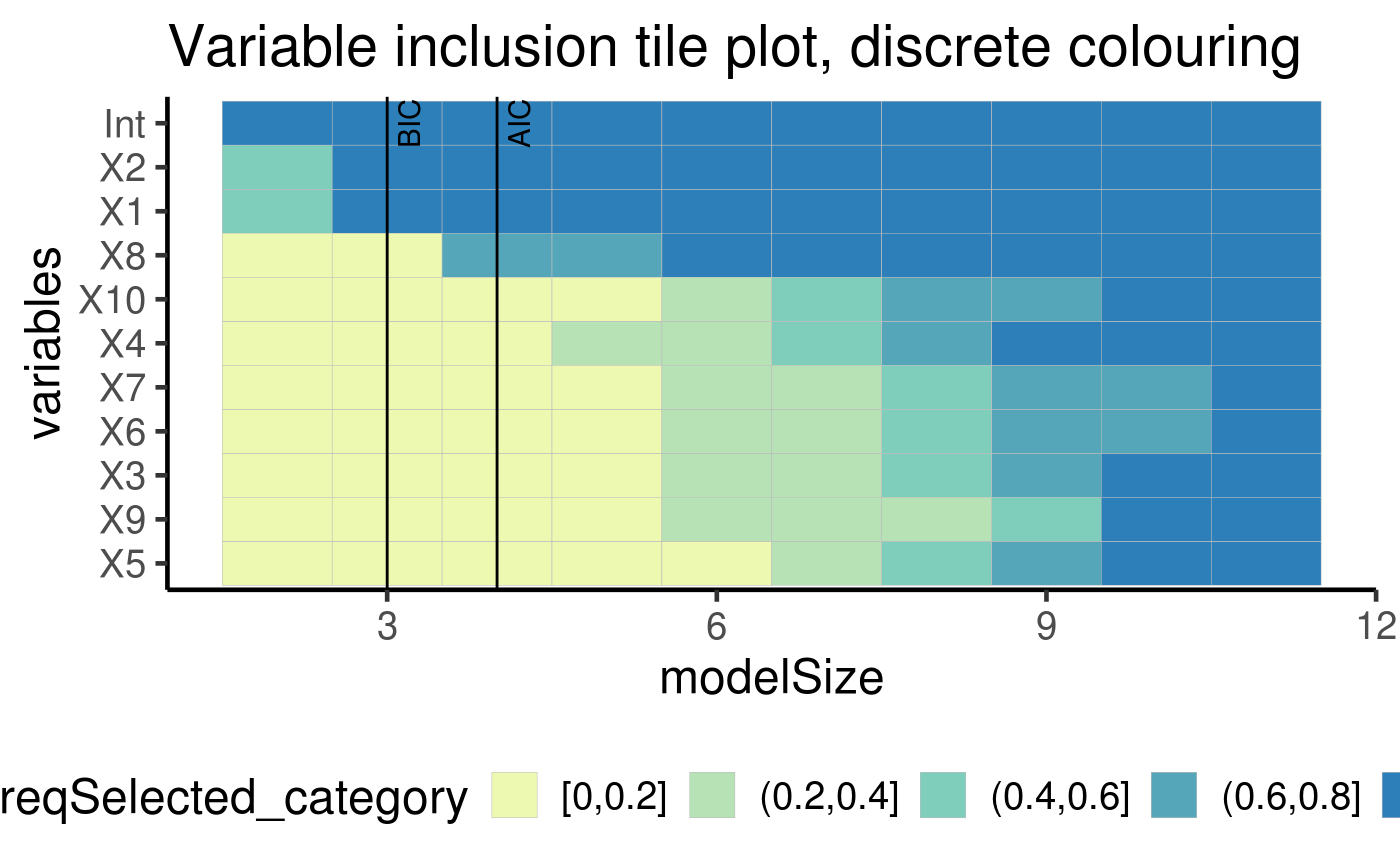 Variable inclusion tile plot, discrete colouring
BIC
AIC
Int
X2
X1
X8
X10
X4
X7
X6
X3
X9
X5
variables
3 6 9 12
modelSize
reqSelected_category [0,0.2] (0.2,0.4] (0.4,0.6] (0.6,0.8]